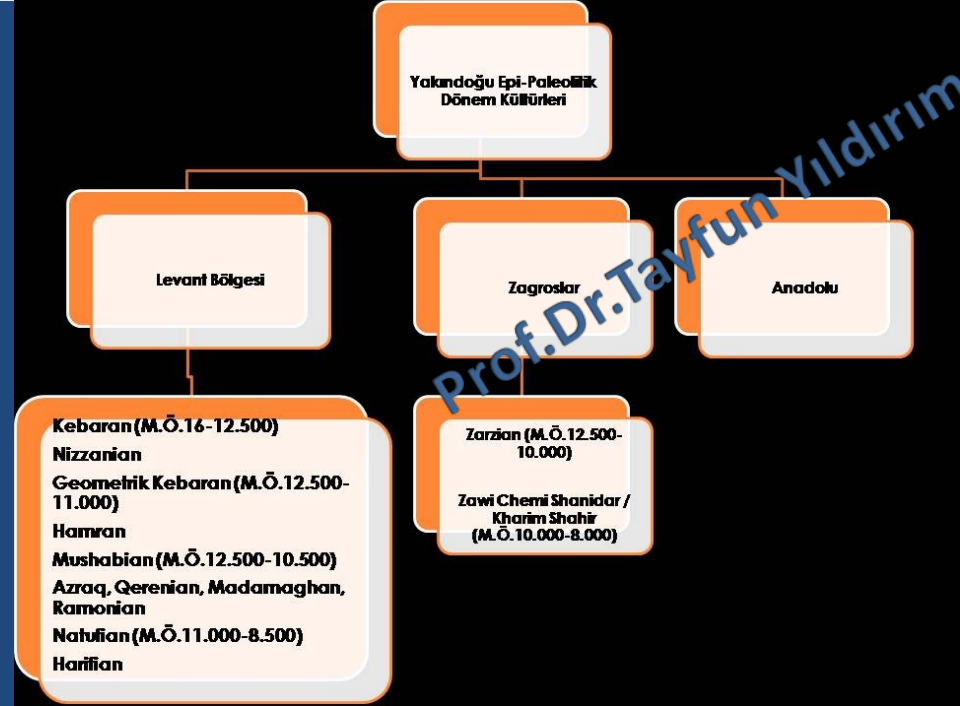 Yakındoğu Epi-Paleolitik
Dönem Kültürleri
Levant Bölgesi
Zagroslar
Anadolu
Kebaran (M.Ö.16-12.500)
Nizzanian
Geometrik Kebaran (M.Ö.12.500-
11.000)
Hamran
Mushabian (M.Ö.12.500-10.500)
Azraq, Qerenian, Madamaghan,
Ramonian
Natufian (M.Ö.11.000-8.500)
Harifian
Zarzian (M.Ö.12.500-
10.000)
Zawi Chemi Shanidar /
Kharim Shahir
(M.Ö.10.000-8.000)
Prof.Dr.Tayfun Yıldırım